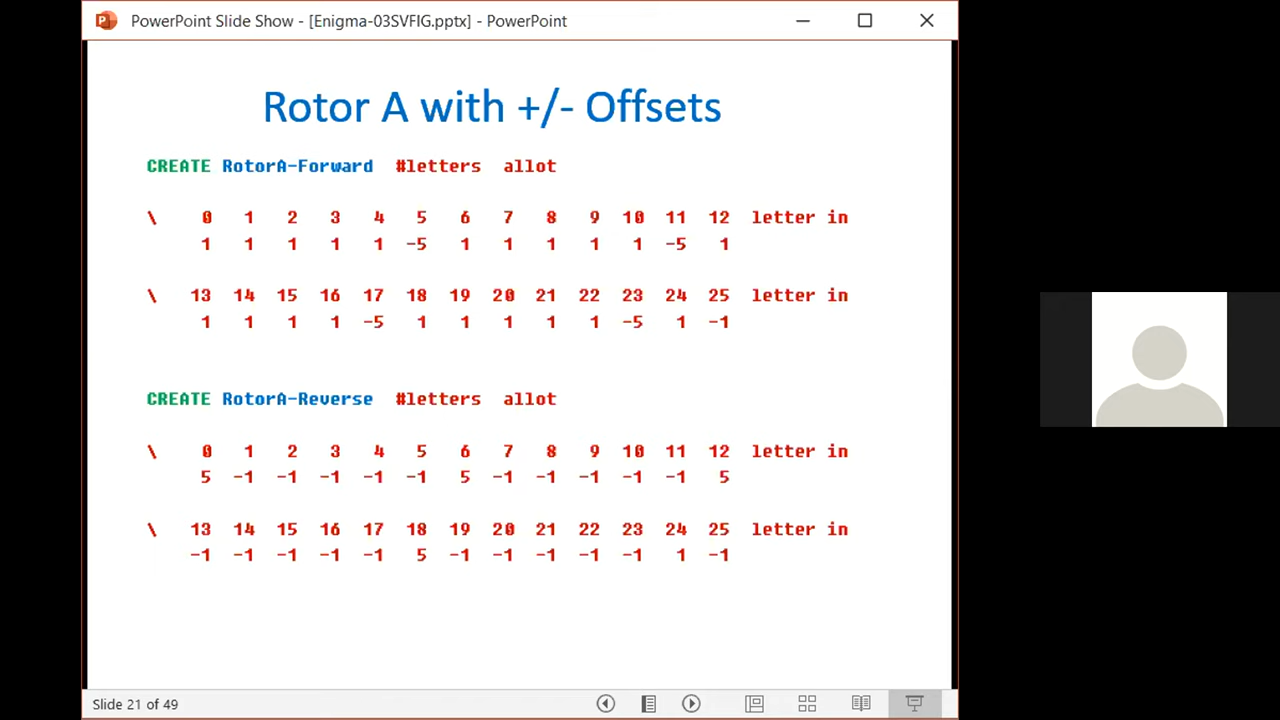 PowerPoint Slide Show - [Enigma-03SVFIG.pptx] - PowerPoint
Rotor A with +/- Offsets
CREATE RotorA-Forward #letters allot
\ 0 1 2 3 4 5 6 7 8 9 10 11 12 letter in
1 1 1 1 1 -5 1 1 1 1 1 -5 1
\ 13 14 15 16 17 18 19 20 21 22 23 24 25 letter in
1 1 1 1 -5 1 1 1 1 1 -5 1 -1
CREATE RotorA-Reverse #letters allot
\ 0 1 2 3 4 5 6 7 8 9 10 11 12 letter in
5 -1 -1 -1 -1 -1 5 -1 -1 -1 -1 -1 5
\ 13 14 15 16 17 18 19 20 21 22 23 24 25 letter in
-1 -1 -1 -1 -1 5 -1 -1 -1 -1 -1 1 -1
Slide 21 of 49